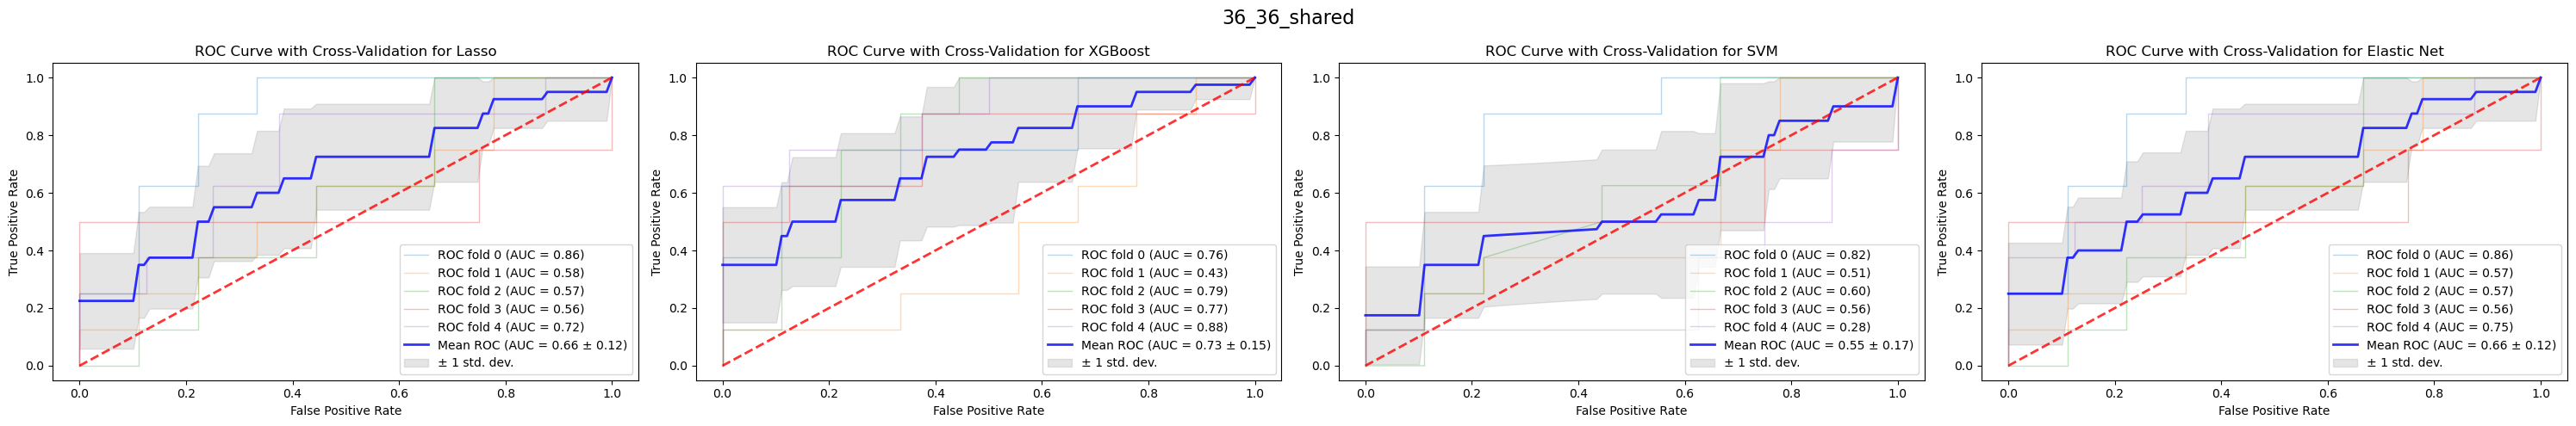 36_36_shared
ROC Curve with Cross-Validation for Lasso
True Positive Rate
1.0
0.8
0.6
0.4
0.2
0.0
0.0 0.2 0.4 0.6 0.8 1.0
False Positive Rate
ROC fold 0 (AUC = 0.86)
ROC fold 1 (AUC = 0.58)
ROC fold 2 (AUC = 0.57)
ROC fold 3 (AUC = 0.56)
ROC fold 4 (AUC = 0.72)
Mean ROC (AUC = 0.66 ± 0.12)
± 1 std. dev.
ROC Curve with Cross-Validation for XGBoost
True Positive Rate
1.0
0.8
0.6
0.4
0.2
0.0
0.0 0.2 0.4 0.6 0.8 1.0
False Positive Rate
ROC fold 0 (AUC = 0.76)
ROC fold 1 (AUC = 0.43)
ROC fold 2 (AUC = 0.79)
ROC fold 3 (AUC = 0.77)
ROC fold 4 (AUC = 0.88)
Mean ROC (AUC = 0.73 ± 0.15)
± 1 std. dev.
ROC Curve with Cross-Validation for SVM
True Positive Rate
1.0
0.8
0.6
0.4
0.2
0.0
0.0 0.2 0.4 0.6 0.8 1.0
False Positive Rate
ROC fold 0 (AUC = 0.82)
ROC fold 1 (AUC = 0.51)
ROC fold 2 (AUC = 0.60)
ROC fold 3 (AUC = 0.56)
ROC fold 4 (AUC = 0.28)
Mean ROC (AUC = 0.55 ± 0.17)
± 1 std. dev.
ROC Curve with Cross-Validation for Elastic Net
True Positive Rate
1.0
0.8
0.6
0.4
0.2
0.0
0.0 0.2 0.4 0.6 0.8 1.0
False Positive Rate
ROC fold 0 (AUC = 0.86)
ROC fold 1 (AUC = 0.57)
ROC fold 2 (AUC = 0.57)
ROC fold 3 (AUC = 0.56)
ROC fold 4 (AUC = 0.75)
Mean ROC (AUC = 0.66 ± 0.12)
± 1 std. dev.